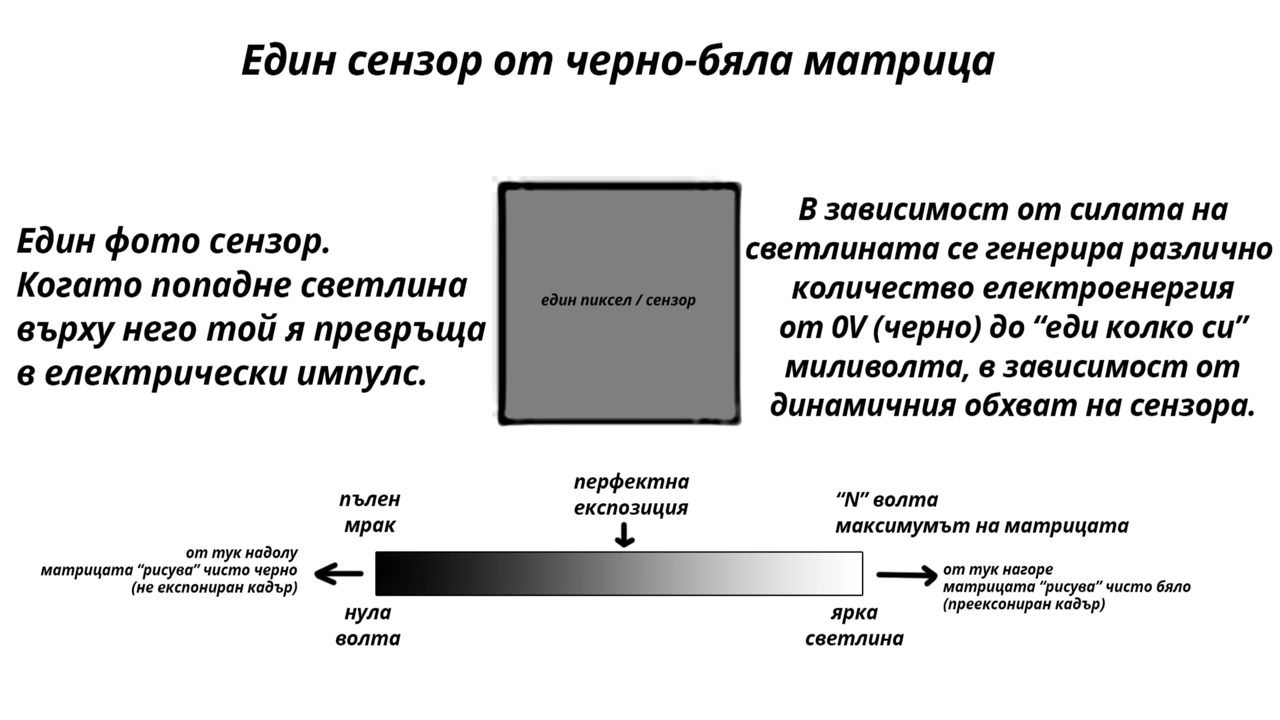 Един сензор от черно-бяла матрица
Един фото сензор.
Когато попадне светлина
върху него той я превръща
в електрически импулс.
един пиксел / сензор
В зависимост от силата на
светлината се генерира различно
количество електроенергия
от 0V (черно) до “еди колко си”
миливолта, в зависимост от
динамичния обхват на сензора.
пълен
мрак
перфектна
експозиция
“N” волта
максимумът на матрицата
от тук надолу
матрицата “рисува” чисто черно
(не експониран кадър)
от тук нагоре
матрицата “рисува” чисто бяло
(преексониран кадър)
нула
волта
ярка
светлина